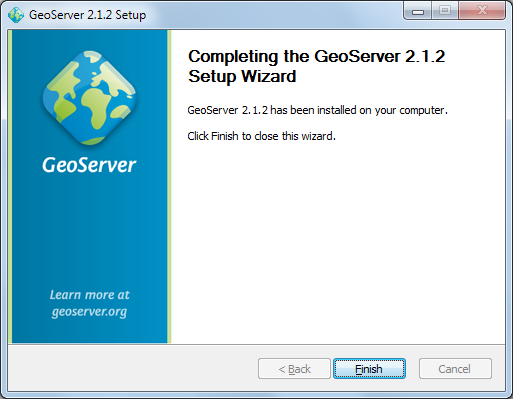 GeoServer 2.1.2 Setup
Completing the GeoServer 2.1.2
Setup Wizard
GeoServer 2.1.2 has been installed on your computer.
Click Finish to close this wizard.
GeoServer
Learn more at
geoserver.org
< Back
Finish
Cancel